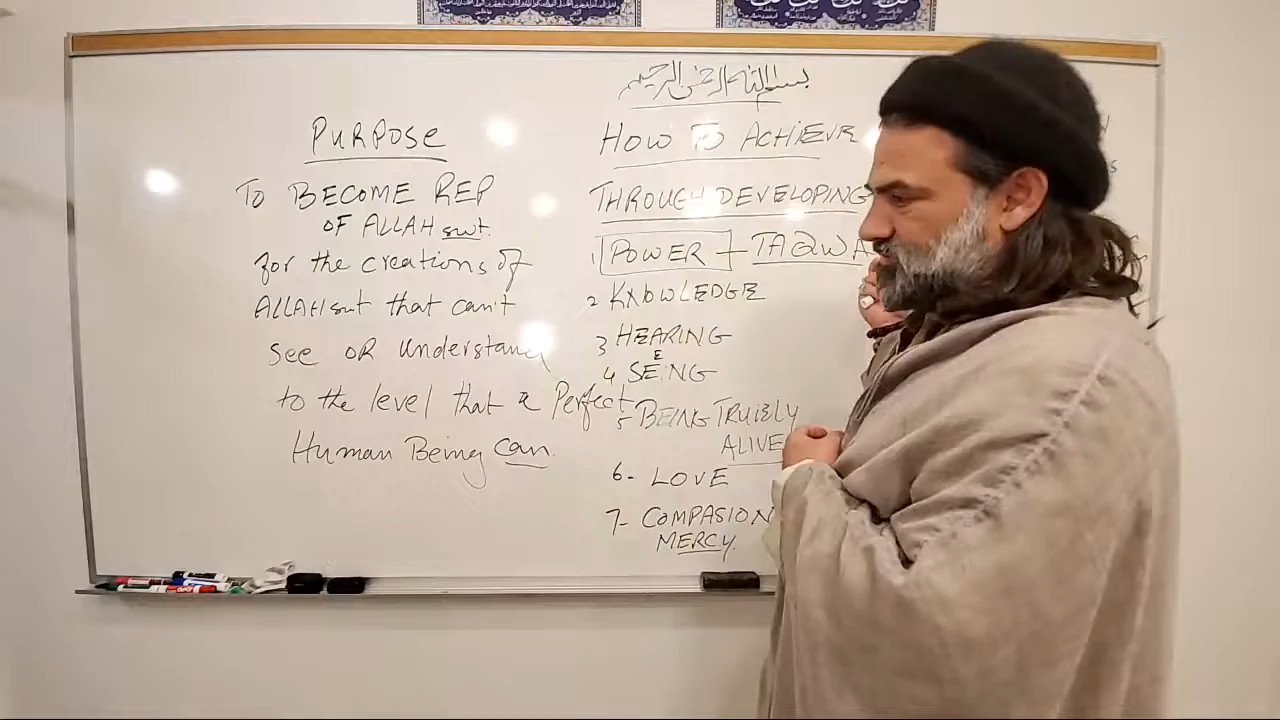 بسم الله الرحمن الرحيم
PURPOSE
TO BECOME REP
OF ALLAH swt.
for the creations of
ALLAH swt that can't
see OR understand
to the level that a Perfect
Human Being can.
HOW TO ACHIEVE
THROUGH DEVELOPING
1 POWER - TAQWA
2 KNOWLEDGE
3 HEARING
&
4 SEING
5 BEING TRUIBLY
ALIVE
6- LOVE
7- COMPASION
MERCY.